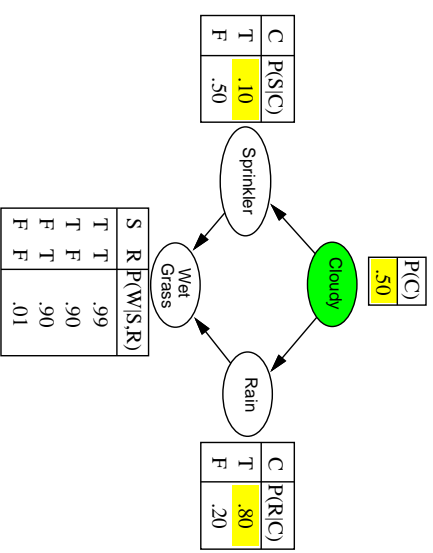 P(C)
.50
Cloudy
C P(S|C)
T .10
F .50
Sprinkler
Rain
C P(R|C)
T .80
F .20
Wet
Grass
S R P(W|S,R)
T T .99
T F .90
F T .90
F F .01